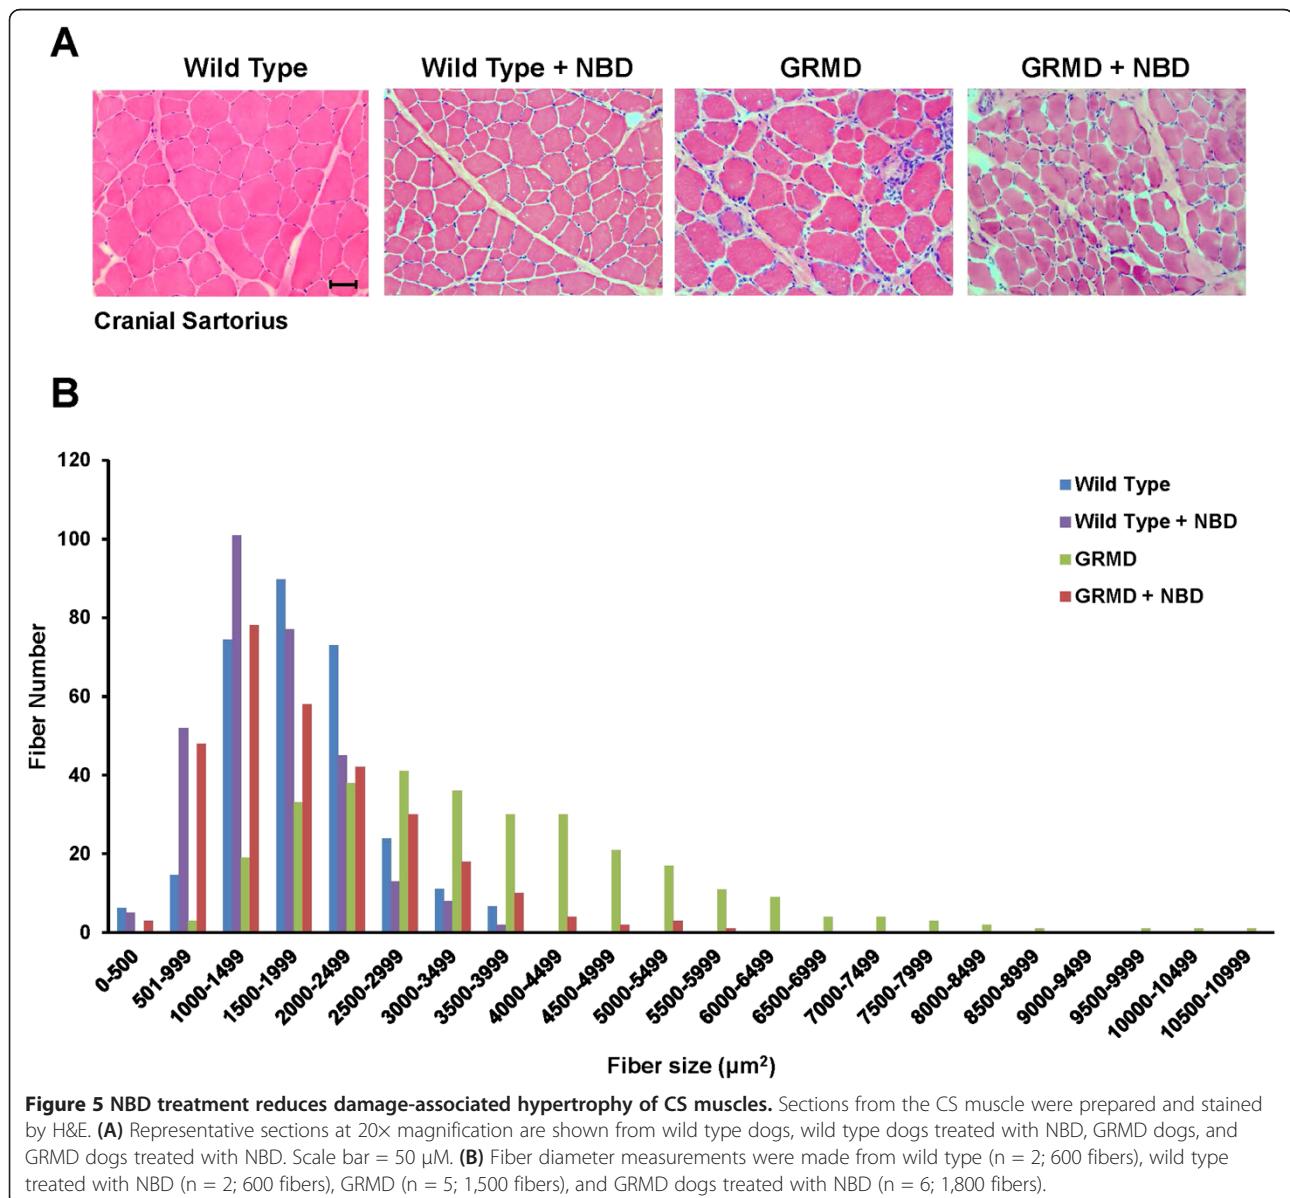 A
Wild Type
Wild Type + NBD
GRMD
GRMD + NBD
Cranial Sartorius
B
120
100
80
60
40
20
0
Fiber Number
Wild Type
Wild Type + NBD
GRMD
GRMD + NBD
0-500
501-999
1000-1499
1500-1999
2000-2499
2500-2999
3000-3499
3500-3999
4000-4499
4500-4999
5000-5499
5500-5999
6000-6499
6500-6999
7000-7499
7500-7999
8000-8499
8500-8999
9000-9499
9500-9999
10000-10499
10500-10999
Fiber size (µm²)
Figure 5 NBD treatment reduces damage-associated hypertrophy of CS muscles. Sections from the CS muscle were prepared and stained
by H&E. (A) Representative sections at 20× magnification are shown from wild type dogs, wild type dogs treated with NBD, GRMD dogs, and
GRMD dogs treated with NBD. Scale bar = 50 µM. (B) Fiber diameter measurements were made from wild type (n = 2; 600 fibers), wild type
treated with NBD (n = 2; 600 fibers), GRMD (n = 5; 1,500 fibers), and GRMD dogs treated with NBD (n = 6; 1,800 fibers).